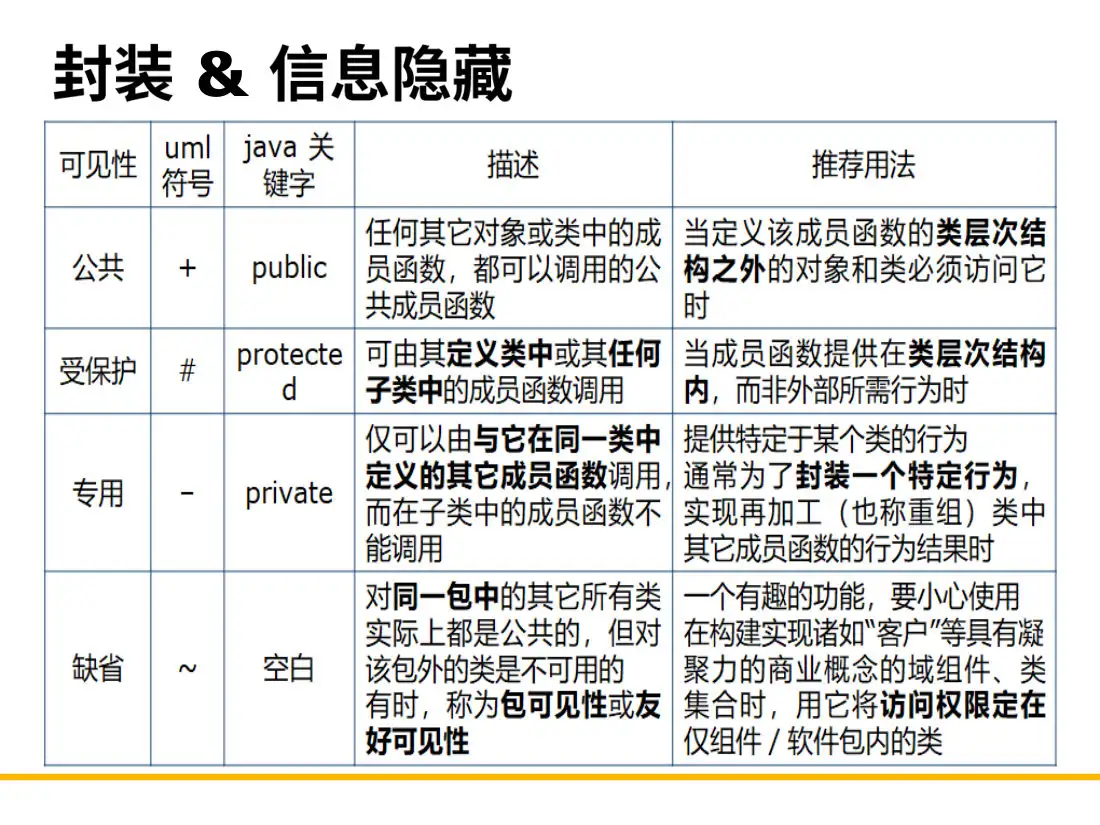 封装 & 信息隐藏
可见性
uml
符号
java 关
键字
描述
推荐用法
公共
+
public
任何其它对象或类中的成
员函数，都可以调用的公
共成员函数
当定义该成员函数的类层次结
构之外的对象和类必须访问它
时
受保护
#
protecte
d
可由其定义类中或其任何
子类中的成员函数调用
当成员函数提供在类层次结构
内，而非外部所需行为时
专用
–
private
仅可以由与它在同一类中
定义的其它成员函数调用，
而在子类中的成员函数不
能调用
提供特定于某个类的行为
通常为了封装一个特定行为，
实现再加工（也称重组）类中
其它成员函数的行为结果时
缺省
~
空白
对同一包中的其它所有类
实际上都是公共的，但对
该包外的类是不可用的
有时，称为包可见性或友
好可见性
一个有趣的功能，要小心使用
在构建实现诸如“客户”等具有凝
聚力的商业概念的域组件、类
集合时，用它将访问权限定在
仅组件 / 软件包内的类